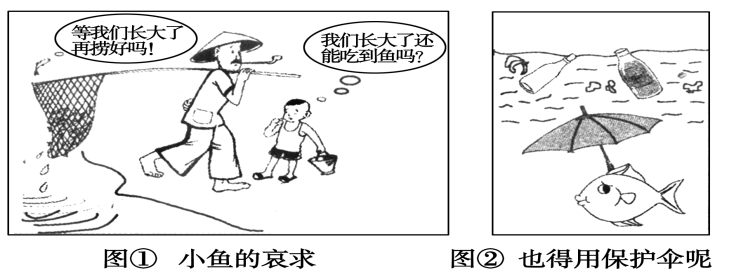 等我们长大了
再捞好吗！
我们长大了还
能吃到鱼吗？
图① 小鱼的哀求
图② 也得用保护伞呢